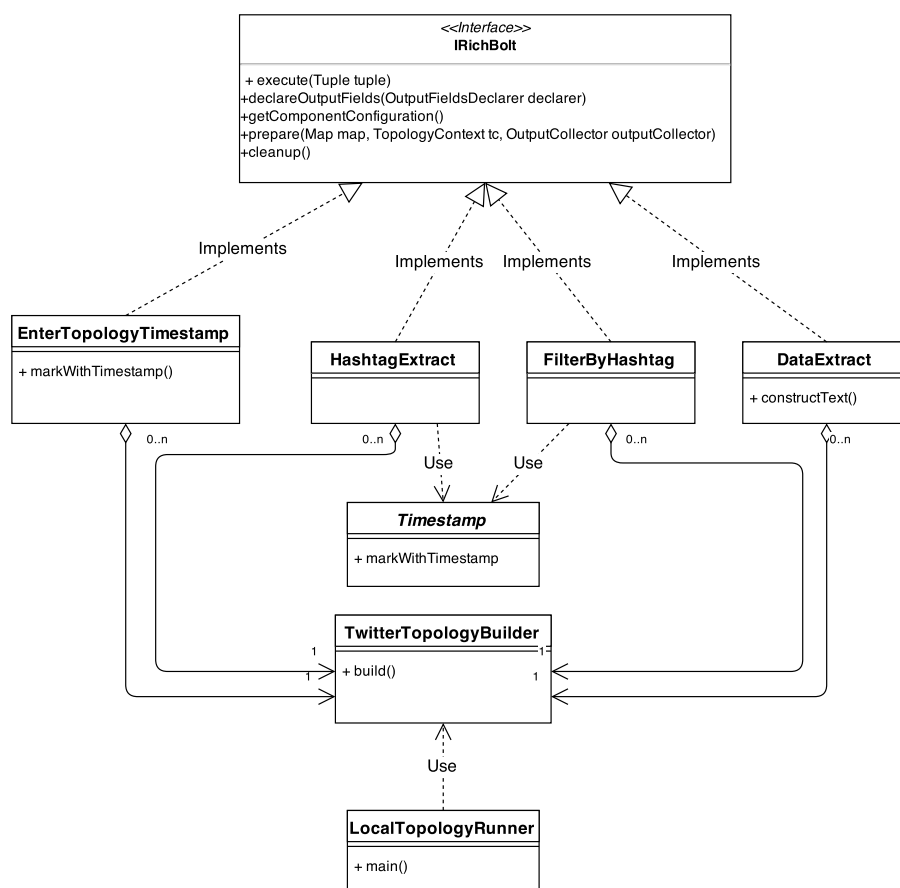 <<Interface>>
IRichBolt
+ execute(Tuple tuple)
+declareOutputFields(OutputFieldsDeclarer declarer)
+getComponentConfiguration()
+prepare(Map map, TopologyContext tc, OutputCollector outputCollector)
+cleanup()
Implements
Implements
Implements
Implements
EnterTopologyTimestamp
+ markWithTimestamp()
HashtagExtract
FilterByHashtag
DataExtract
+ constructText()
0..n
0..n
0..n
0..n
Use
Use
Timestamp
+ markWithTimestamp
TwitterTopologyBuilder
+ build()
1
1
1
1
Use
LocalTopologyRunner
+ main()